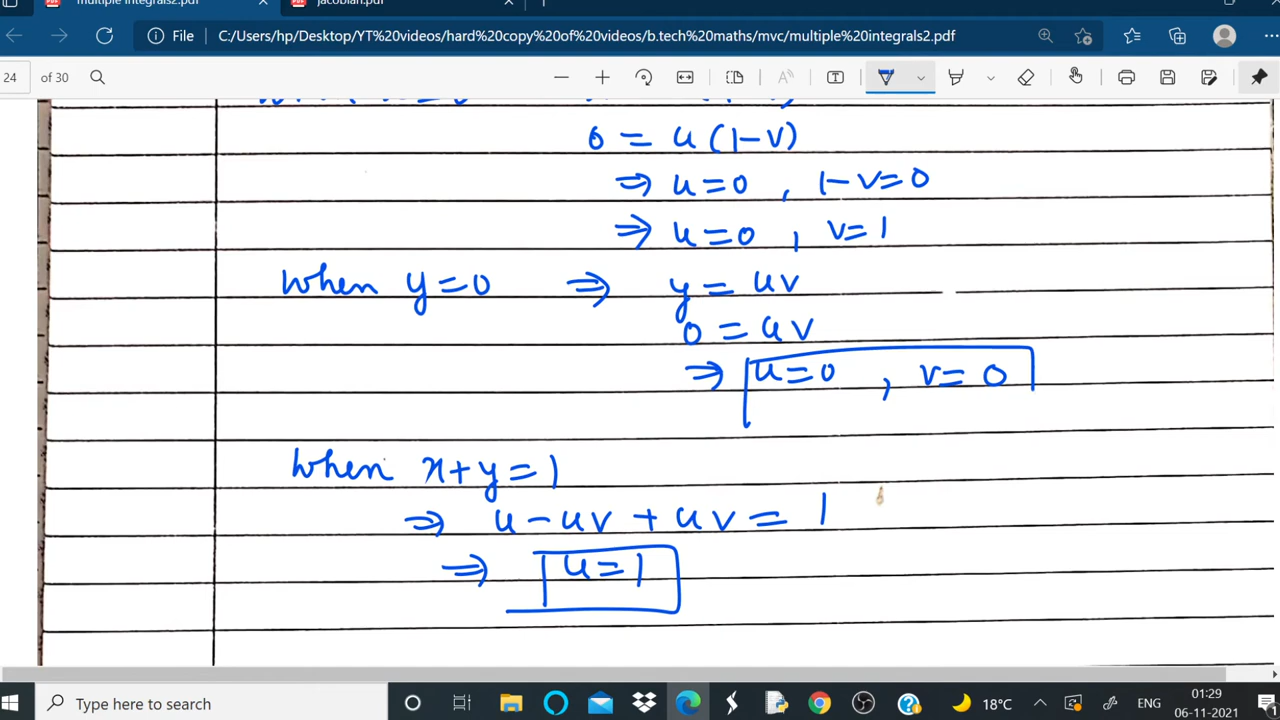 multiple integrals2.pdf
jacobian.pdf
File C:/Users/hp/Desktop/YT%20videos/hard%20copy%20of%20videos/b.tech%20maths/mvc/multiple%20integrals2.pdf
24 of 30
0 = u(1-v)
⇒ u=0 , 1-v=0
⇒ u=0 , v=1
When y=0 ⇒ y = uv
0 = uv
⇒ u=0 , v=0
When x+y=1
⇒ u-uv+uv = 1
⇒ u=1
Type here to search
18°C
ENG
01:29
06-11-2021